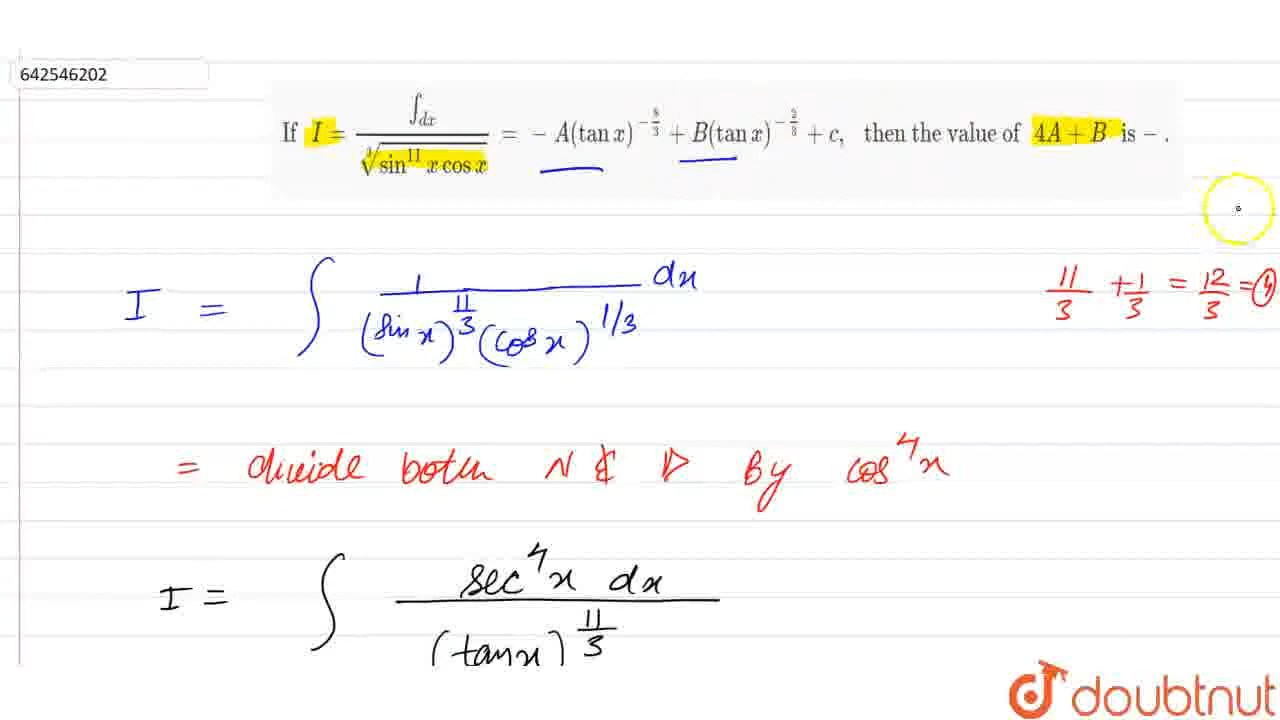 642546202
If I = ∫dx / ∛(sin¹¹ x cos x) = − A(tan x)^(−8/3) + B(tan x)^(−2/3) + c, then the value of 4A + B is − .
I = ∫ 1 / ((sin x)^(11/3) (cos x)^(1/3)) dx
11/3 + 1/3 = 12/3 = 4
= divide both N & D By cos⁴x
I = ∫ sec⁴x dx / (tan x)^(11/3)
doubtnut